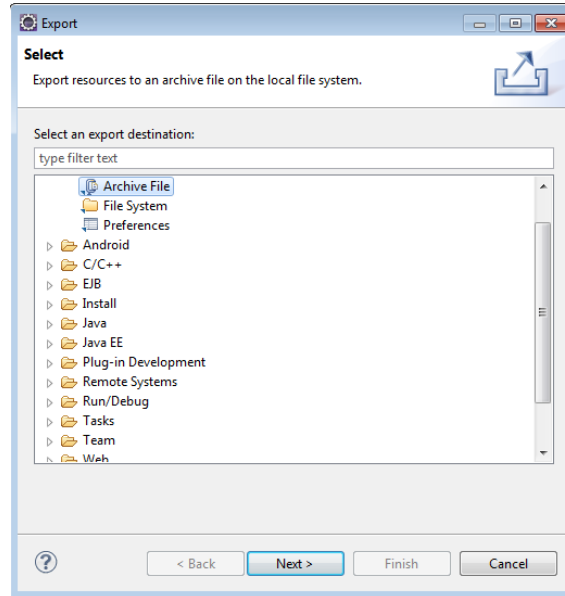 Export
Select
Export resources to an archive file on the local file system.
Select an export destination:
type filter text
Archive File
File System
Preferences
Android
C/C++
EJB
Install
Java
Java EE
Plug-in Development
Remote Systems
Run/Debug
Tasks
Team
Web
< Back Next > Finish Cancel